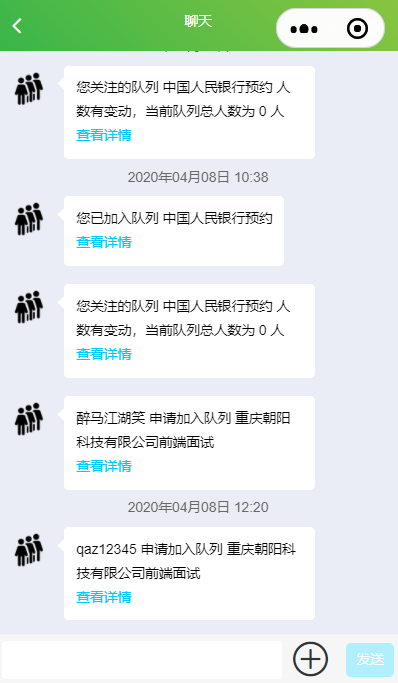 聊天
您关注的队列 中国人民银行预约 人
数有变动，当前队列总人数为 0 人
查看详情
2020年04月08日 10:38
您已加入队列 中国人民银行预约
查看详情
您关注的队列 中国人民银行预约 人
数有变动，当前队列总人数为 0 人
查看详情
醉马江湖笑 申请加入队列 重庆朝阳
科技有限公司前端面试
查看详情
2020年04月08日 12:20
qaz12345 申请加入队列 重庆朝阳科
技有限公司前端面试
查看详情
发送